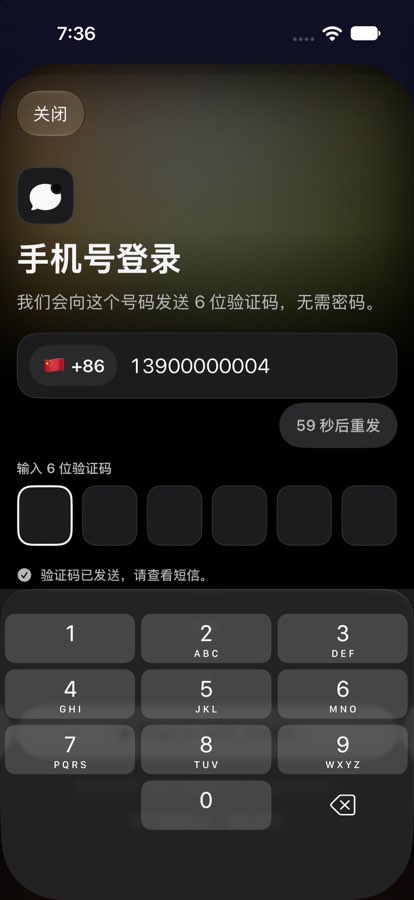 7:36
关闭
手机号登录
我们会向这个号码发送 6 位验证码，无需密码。
🇨🇳 +86 13900000004
59 秒后重发
输入 6 位验证码
验证码已发送，请查看短信。
1 2 3
ABC DEF
4 5 6
GHI JKL MNO
7 8 9
PQRS TUV WXYZ
0